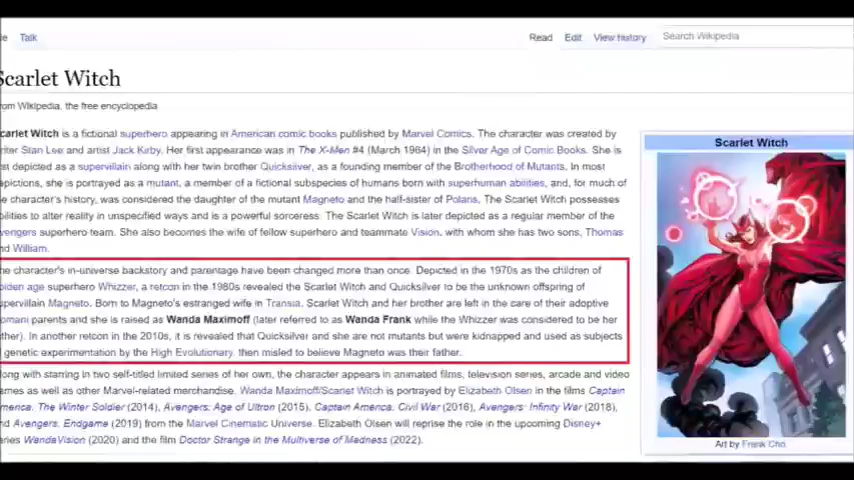 Talk
Read Edit View history Search Wikipedia
Scarlet Witch
from Wikipedia, the free encyclopedia
Scarlet Witch is a fictional superhero appearing in American comic books published by Marvel Comics. The character was created by
writer Stan Lee and artist Jack Kirby. Her first appearance was in The X-Men #4 (March 1964) in the Silver Age of Comic Books. She is
first depicted as a supervillain along with her twin brother Quicksilver, as a founding member of the Brotherhood of Mutants. In most
depictions, she is portrayed as a mutant, a member of a fictional subspecies of humans born with superhuman abilities, and, for much of
the character's history, was considered the daughter of the mutant Magneto and the half-sister of Polaris. The Scarlet Witch possesses
abilities to alter reality in unspecified ways and is a powerful sorceress. The Scarlet Witch is later depicted as a regular member of the
Avengers superhero team. She also becomes the wife of fellow superhero and teammate Vision, with whom she has two sons, Thomas
and William.
The character's in-universe backstory and parentage have been changed more than once. Depicted in the 1970s as the children of
golden age superhero Whizzer, a retcon in the 1980s revealed the Scarlet Witch and Quicksilver to be the unknown offspring of
supervillain Magneto. Born to Magneto's estranged wife in Transia, Scarlet Witch and her brother are left in the care of their adoptive
Romani parents and she is raised as Wanda Maximoff (later referred to as Wanda Frank while the Whizzer was considered to be her
father). In another retcon in the 2010s, it is revealed that Quicksilver and she are not mutants but were kidnapped and used as subjects
genetic experimentation by the High Evolutionary, then misled to believe Magneto was their father.
Along with starring in two self-titled limited series of her own, the character appears in animated films, television series, arcade and video
games as well as other Marvel-related merchandise. Wanda Maximoff/Scarlet Witch is portrayed by Elizabeth Olsen in the films Captain
America: The Winter Soldier (2014), Avengers: Age of Ultron (2015), Captain America: Civil War (2016), Avengers: Infinity War (2018),
and Avengers: Endgame (2019) from the Marvel Cinematic Universe. Elizabeth Olsen will reprise the role in the upcoming Disney+
series WandaVision (2020) and the film Doctor Strange in the Multiverse of Madness (2022).
Scarlet Witch
Art by Frank Cho